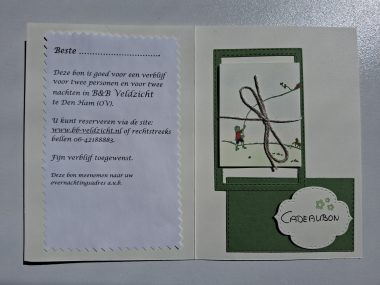 Beste ..............................
Deze bon is goed voor een verblijf
voor twee personen en voor twee
nachten in B&B Veldzicht
te Den Ham (OV).
U kunt reserveren via de site:
www.bb-veldzicht.nl of rechtstreeks
bellen 06-42188883.
Fijn verblijf toegewenst.
Deze bon meenemen naar uw
overnachtingsadres a.u.b.
CADEAUBON